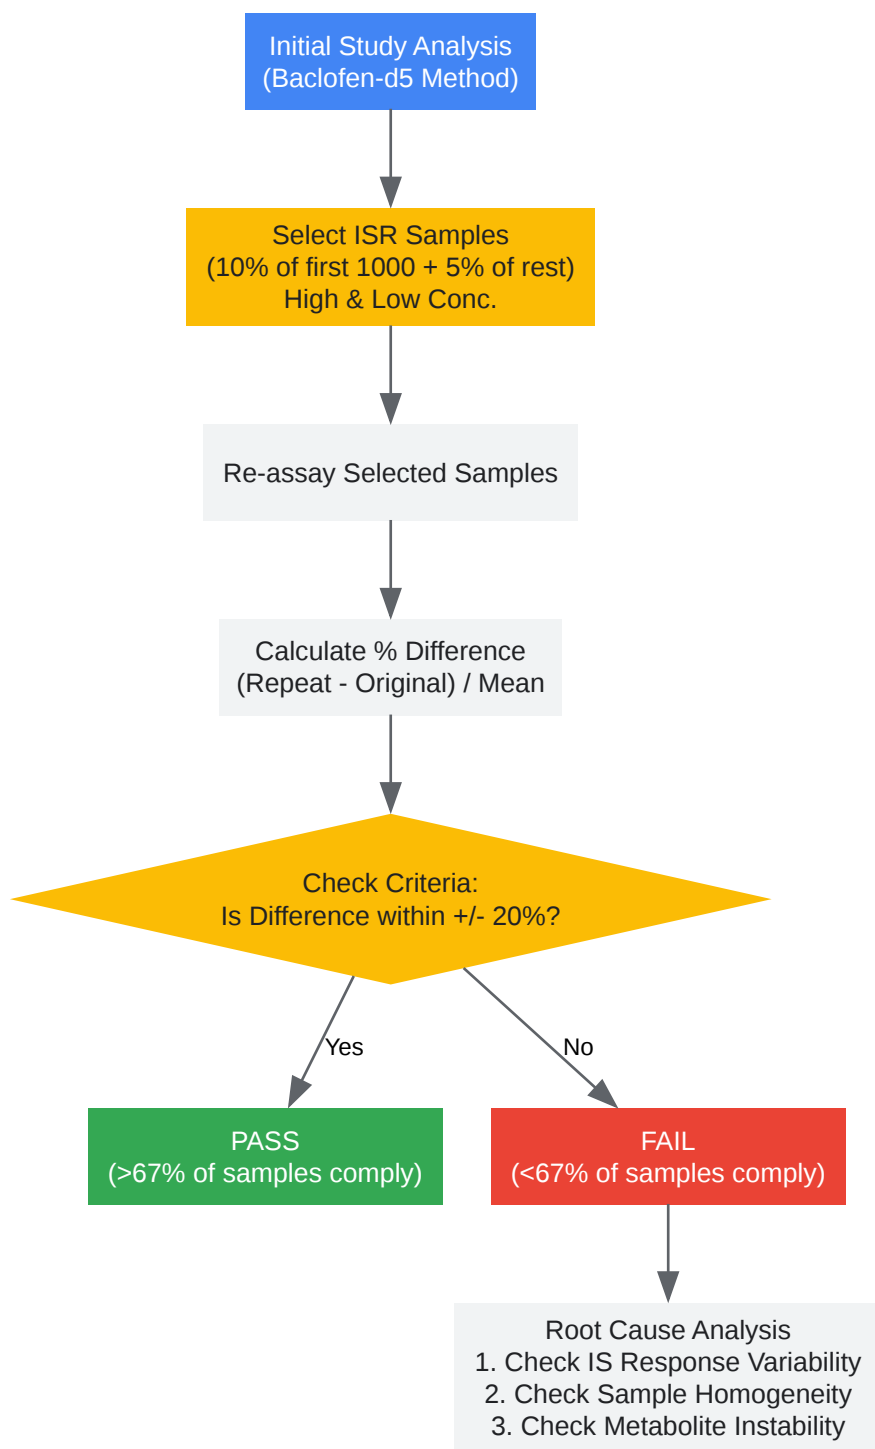 Initial Study Analysis
(Baclofen-d5 Method)
Select ISR Samples
(10% of first 1000 + 5% of rest)
High & Low Conc.
Re-assay Selected Samples
Calculate % Difference
(Repeat - Original) / Mean
Check Criteria:
Is Difference within +/- 20%?
Yes
No
PASS
(>67% of samples comply)
FAIL
(<67% of samples comply)
Root Cause Analysis
1. Check IS Response Variability
2. Check Sample Homogeneity
3. Check Metabolite Instability